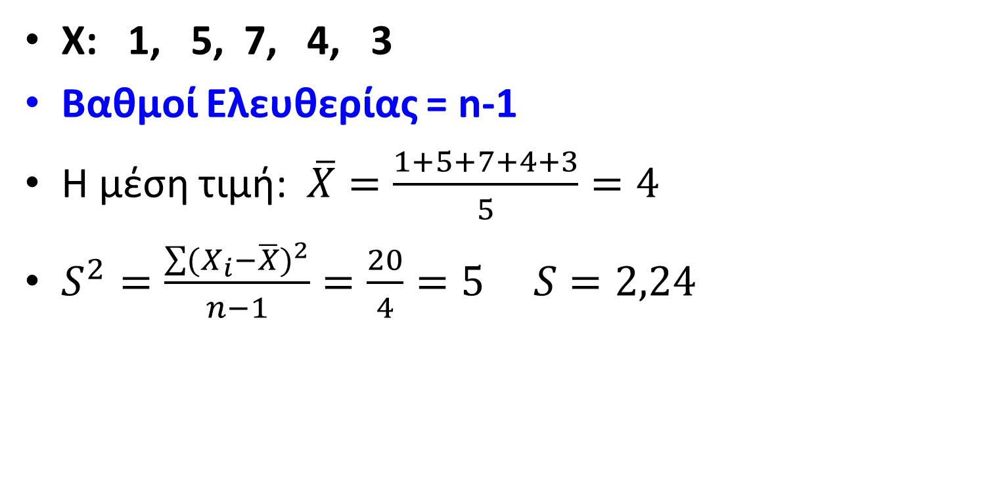 • X: 1, 5, 7, 4, 3
• Βαθμοί Ελευθερίας = n-1
• Η μέση τιμή: X̅ = (1+5+7+4+3)/5 = 4
• S² = ∑(Xᵢ−X̅)²/(n−1) = 20/4 = 5 S = 2,24